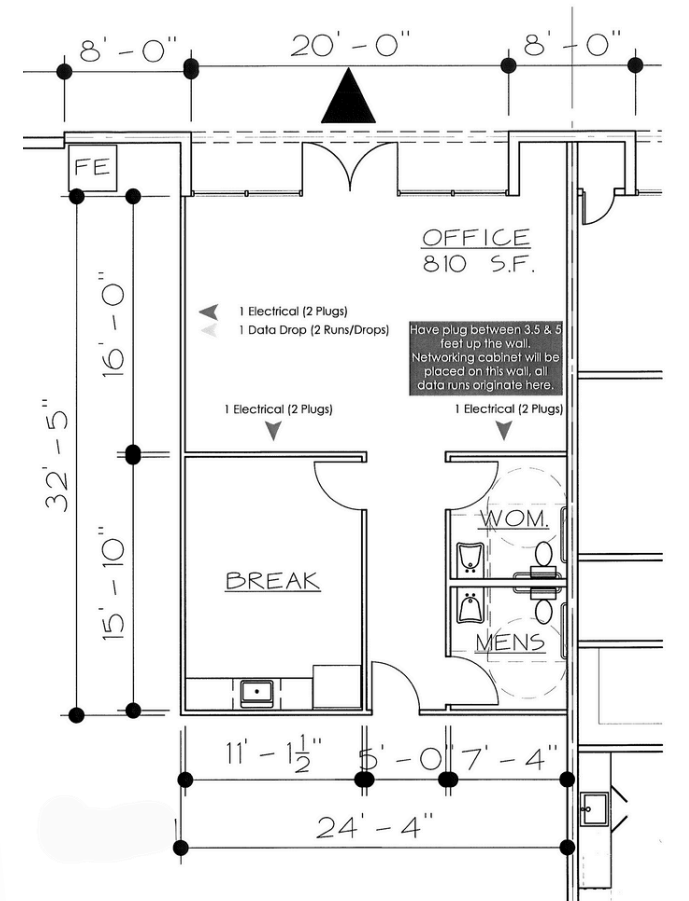 8' - 0"
20' - 0"
8' - 0"
FE
OFFICE
810 S.F.
1 Electrical (2 Plugs)
1 Data Drop (2 Runs/Drops)
Have plug between 3.5 & 5
feet up the wall.
Networking cabinet will be
placed on this wall, all
data runs originate here.
16' - 0"
32' - 5"
1 Electrical (2 Plugs)
1 Electrical (2 Plugs)
WOM.
BREAK
15' - 10"
MENS
11' - 1½"
5' - 0"
7' - 4"
24' - 4"